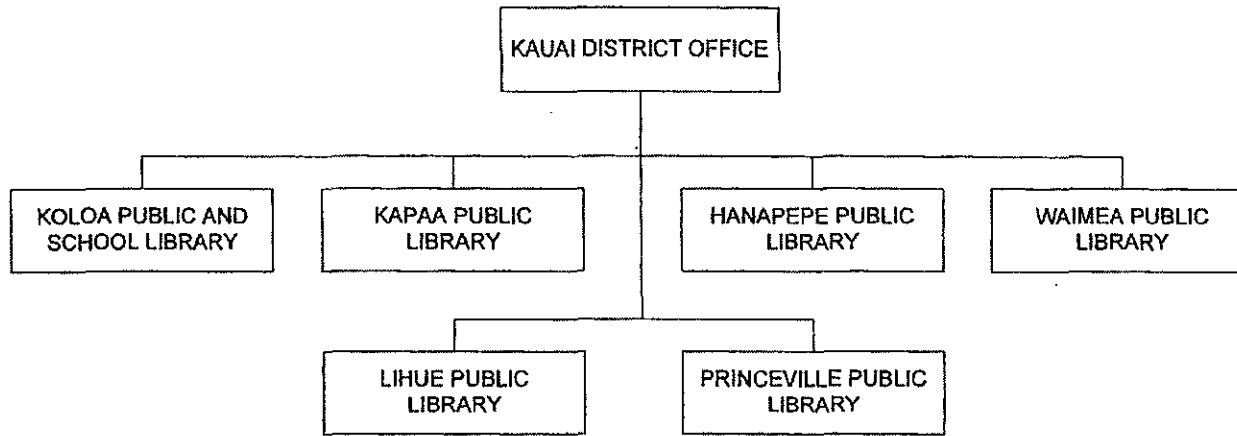 KAUAI DISTRICT OFFICE
KOLOA PUBLIC AND
SCHOOL LIBRARY
KAPAA PUBLIC
LIBRARY
HANAPEPE PUBLIC
LIBRARY
WAIMEA PUBLIC
LIBRARY
LIHUE PUBLIC
LIBRARY
PRINCEVILLE PUBLIC
LIBRARY